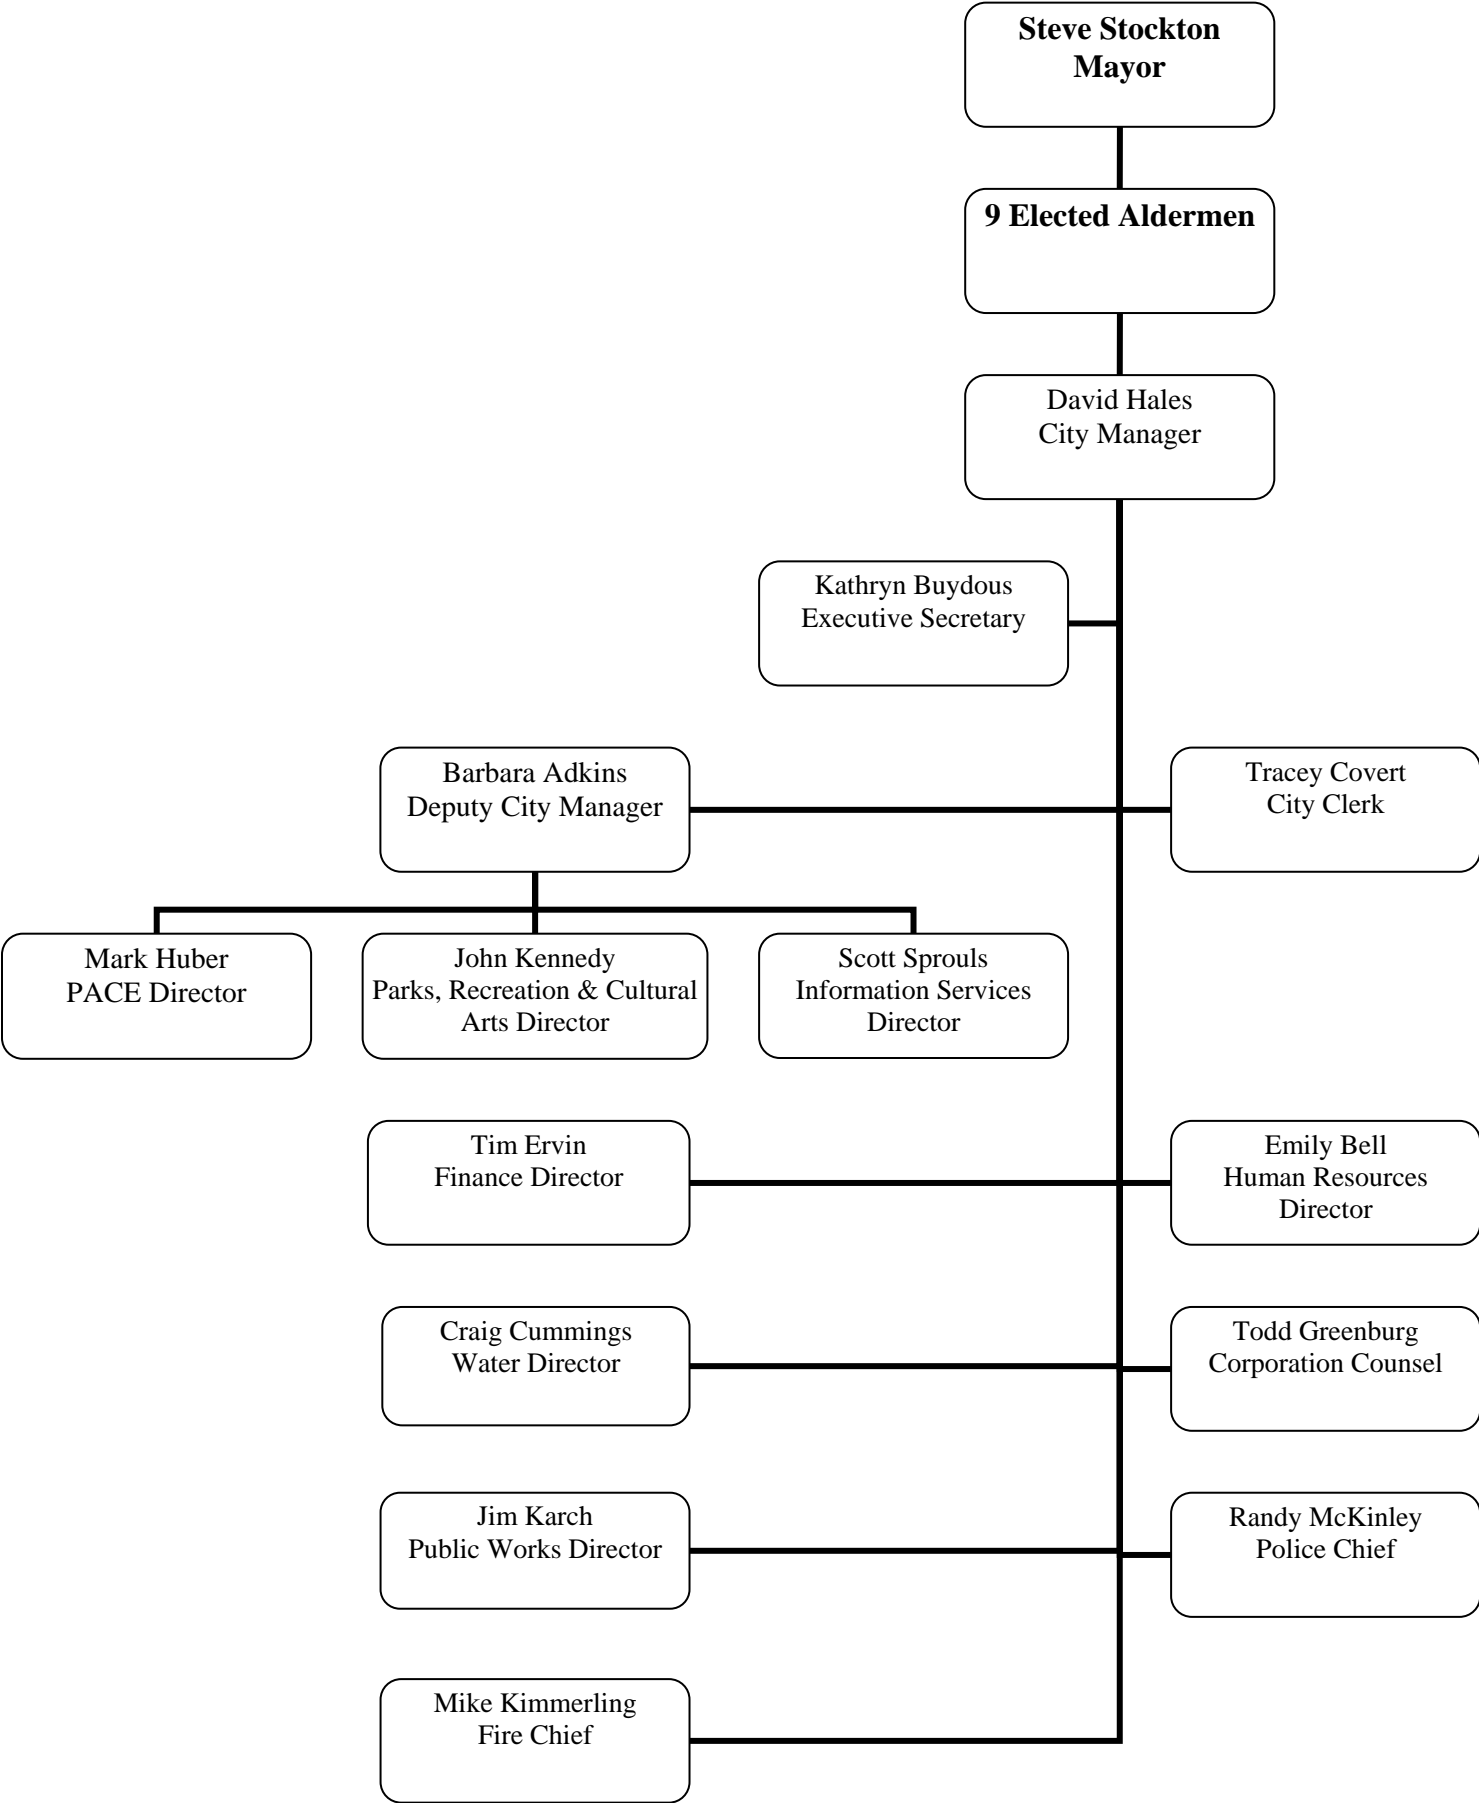 Steve Stockton
Mayor
9 Elected Aldermen
David Hales
City Manager
Kathryn Buydous
Executive Secretary
Barbara Adkins
Deputy City Manager
Tracey Covert
City Clerk
Mark Huber
PACE Director
John Kennedy
Parks, Recreation & Cultural
Arts Director
Scott Sprouls
Information Services
Director
Tim Ervin
Finance Director
Emily Bell
Human Resources
Director
Craig Cummings
Water Director
Todd Greenburg
Corporation Counsel
Jim Karch
Public Works Director
Randy McKinley
Police Chief
Mike Kimmerling
Fire Chief